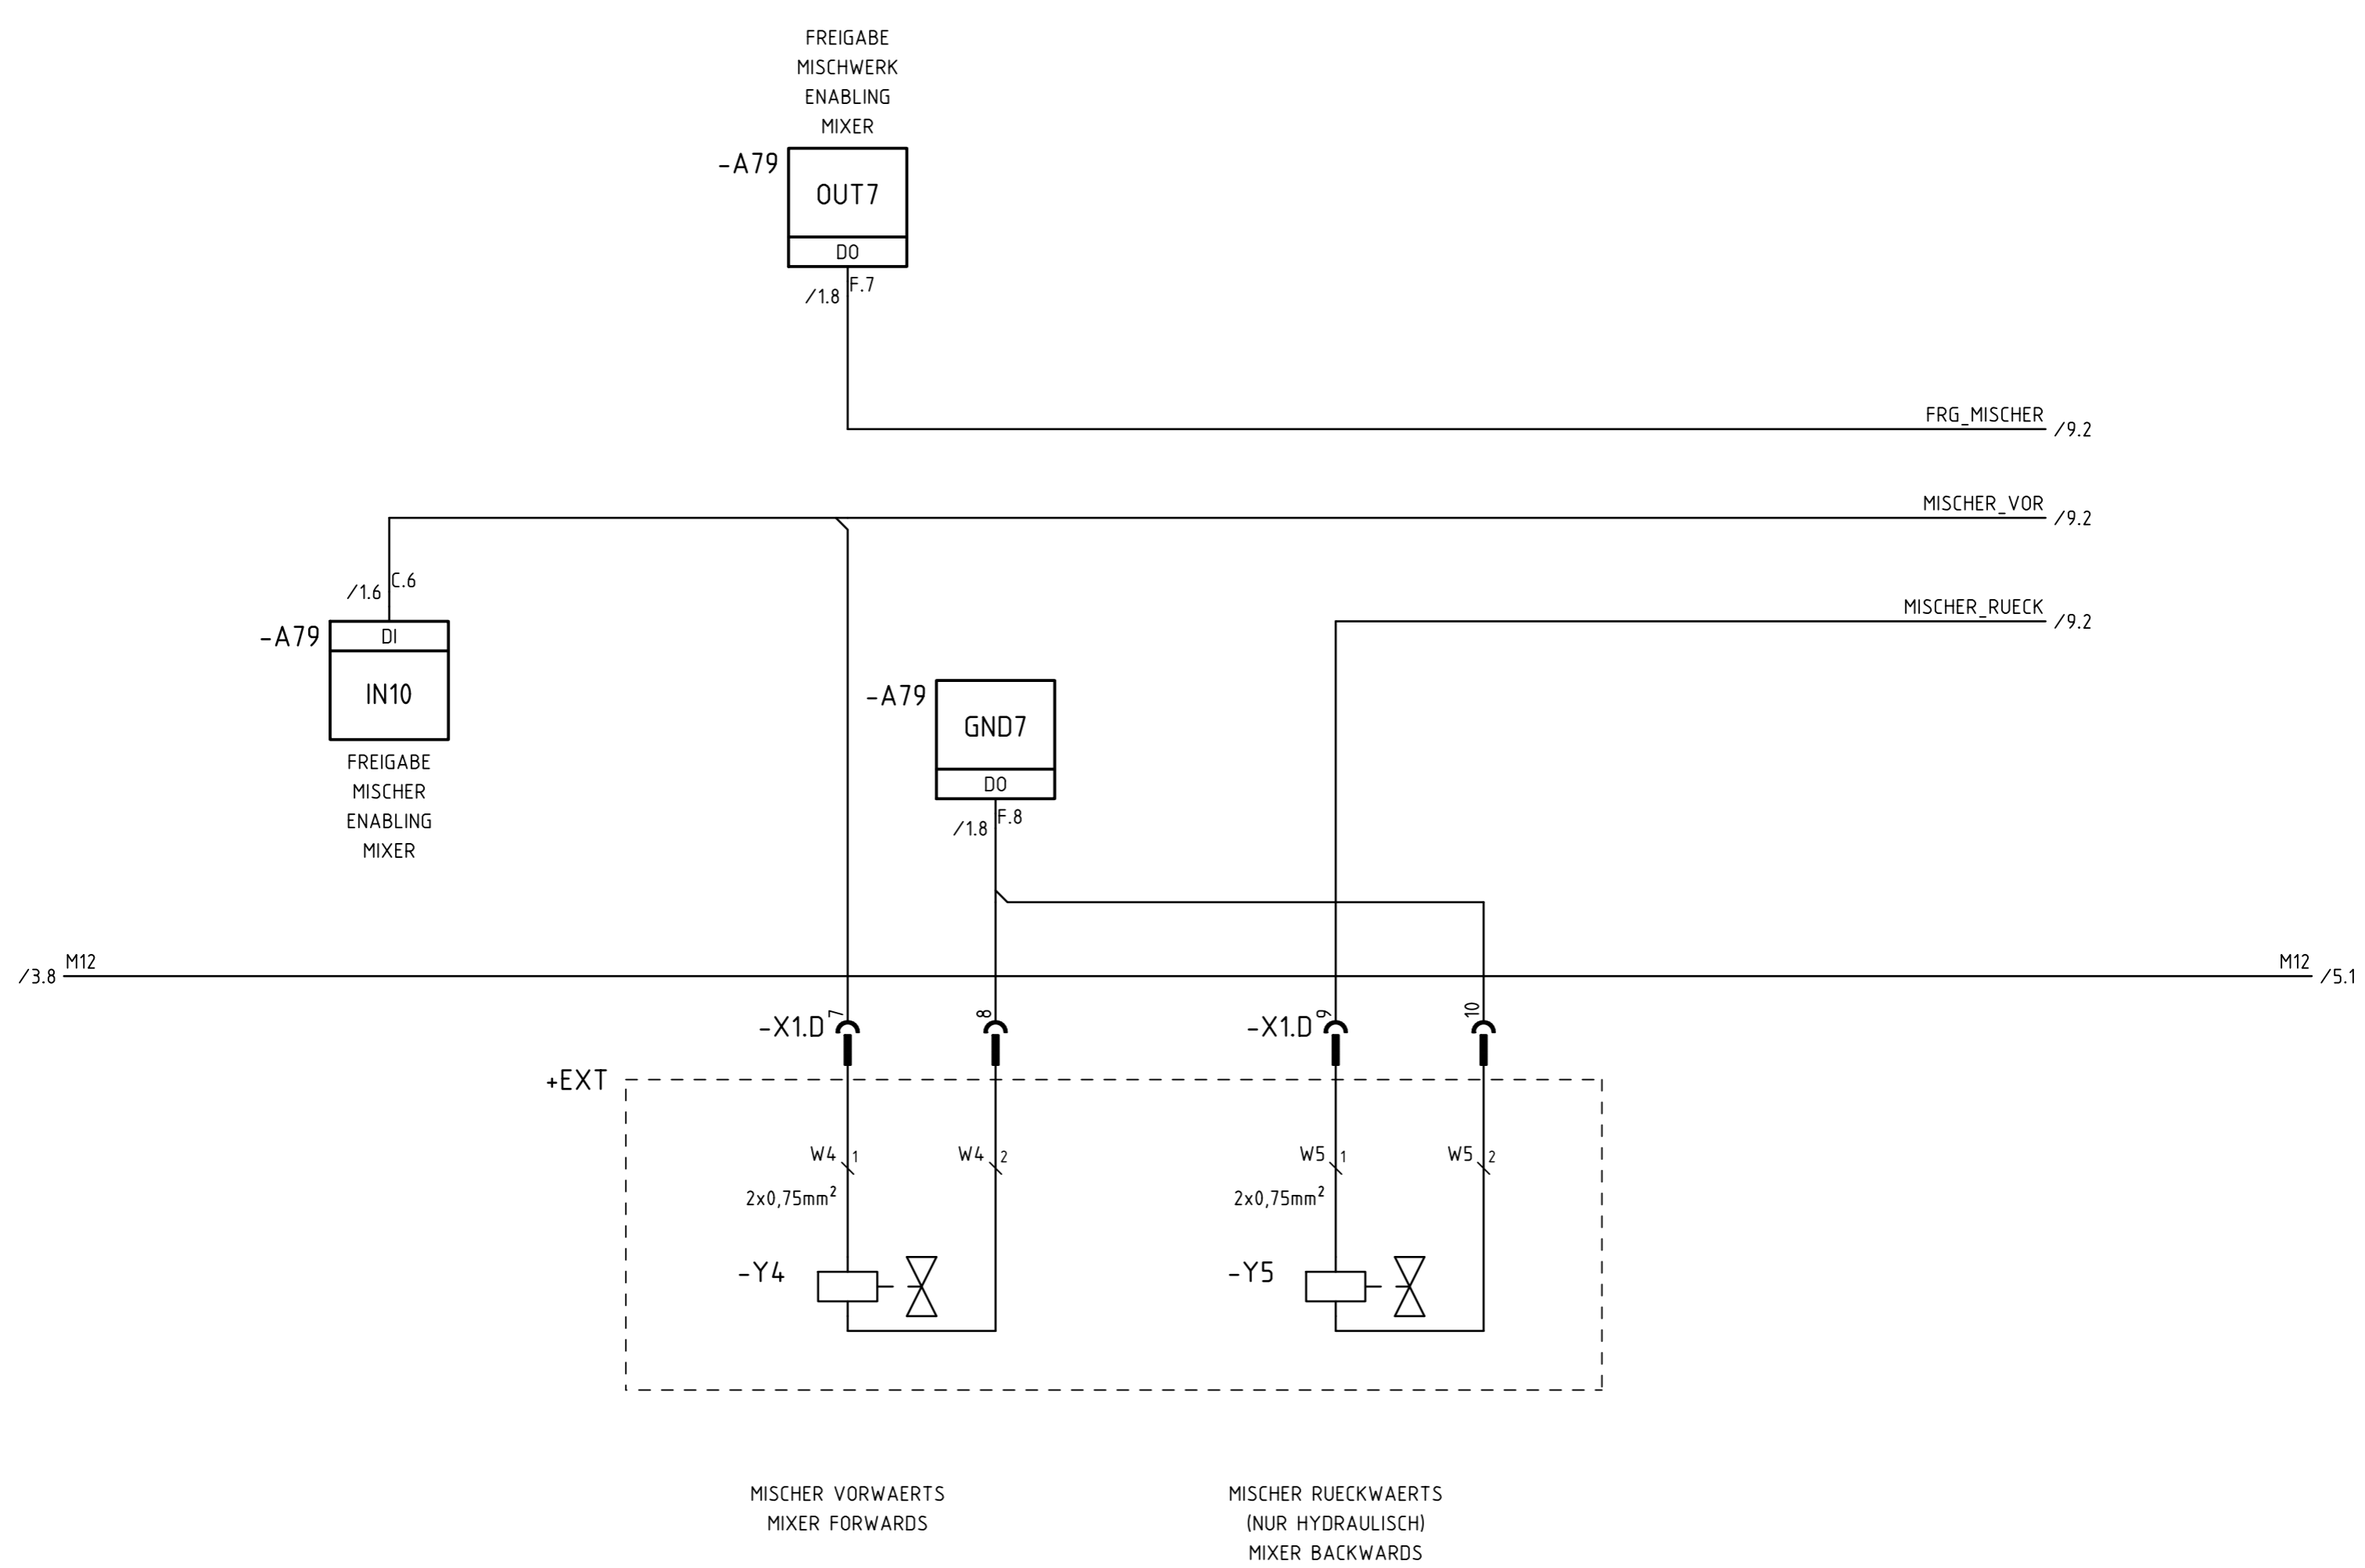 FREIGABE
MISCHWERK
ENABLING
MIXER
-A79
OUT7
DO
F.7
/1.8
FRG_MISCHER /9.2
MISCHER_VOR /9.2
C.6
/1.6
MISCHER_RUECK /9.2
-A79
DI
IN10
FREIGABE
MISCHER
ENABLING
MIXER
-A79
GND7
DO
F.8
/1.8
/3.8 M12
M12 /5.1
-X1.D 7
8
-X1.D 9
10
+EXT
W4 1
W4 2
W5 1
W5 2
2x0,75mm²
2x0,75mm²
-Y4
-Y5
MISCHER VORWAERTS
MIXER FORWARDS
MISCHER RUECKWAERTS
(NUR HYDRAULISCH)
MIXER BACKWARDS